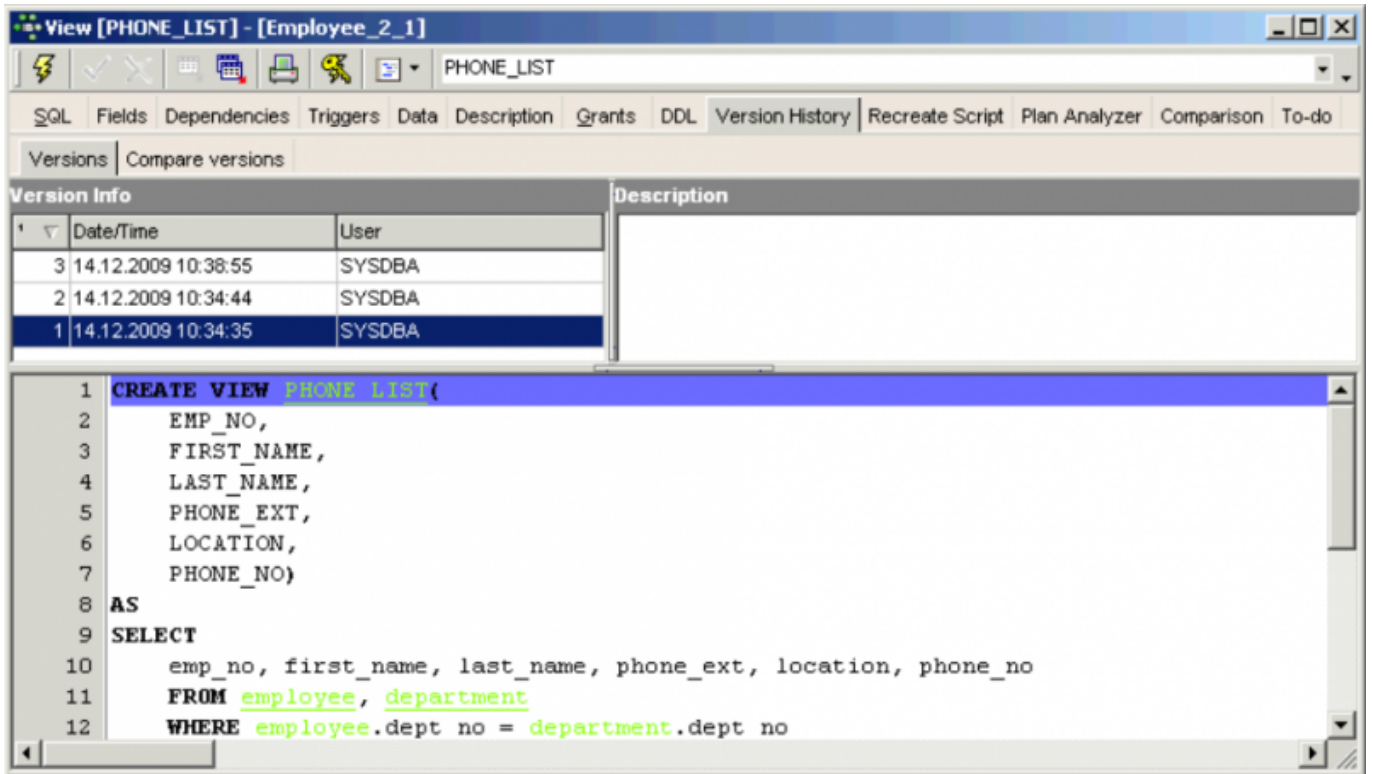 View [PHONE_LIST] - [Employee_2_1]
PHONE_LIST
SQL Fields Dependencies Triggers Data Description Grants DDL Version History Recreate Script Plan Analyzer Comparison To-do
Versions Compare versions
Version Info Description
Date/Time User
3 14.12.2009 10:38:55 SYSDBA
2 14.12.2009 10:34:44 SYSDBA
1 14.12.2009 10:34:35 SYSDBA
1 CREATE VIEW PHONE_LIST(
2 EMP_NO,
3 FIRST_NAME,
4 LAST_NAME,
5 PHONE_EXT,
6 LOCATION,
7 PHONE_NO)
8 AS
9 SELECT
10 emp_no, first_name, last_name, phone_ext, location, phone_no
11 FROM employee, department
12 WHERE employee.dept_no = department.dept_no